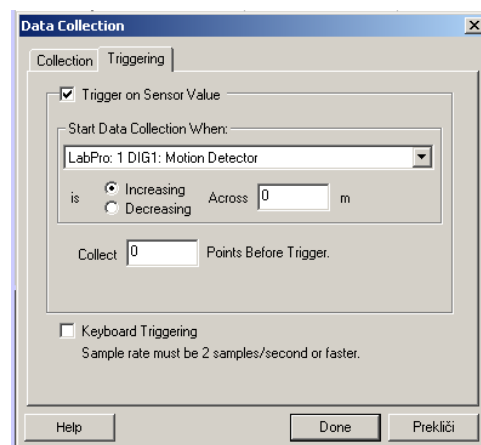 Data Collection
Collection Triggering
Trigger on Sensor Value
Start Data Collection When:
LabPro: 1 DIG1: Motion Detector
is Increasing Across 0 m
Decreasing
Collect 0 Points Before Trigger.
Keyboard Triggering
Sample rate must be 2 samples/second or faster.
Help Done Prekliči